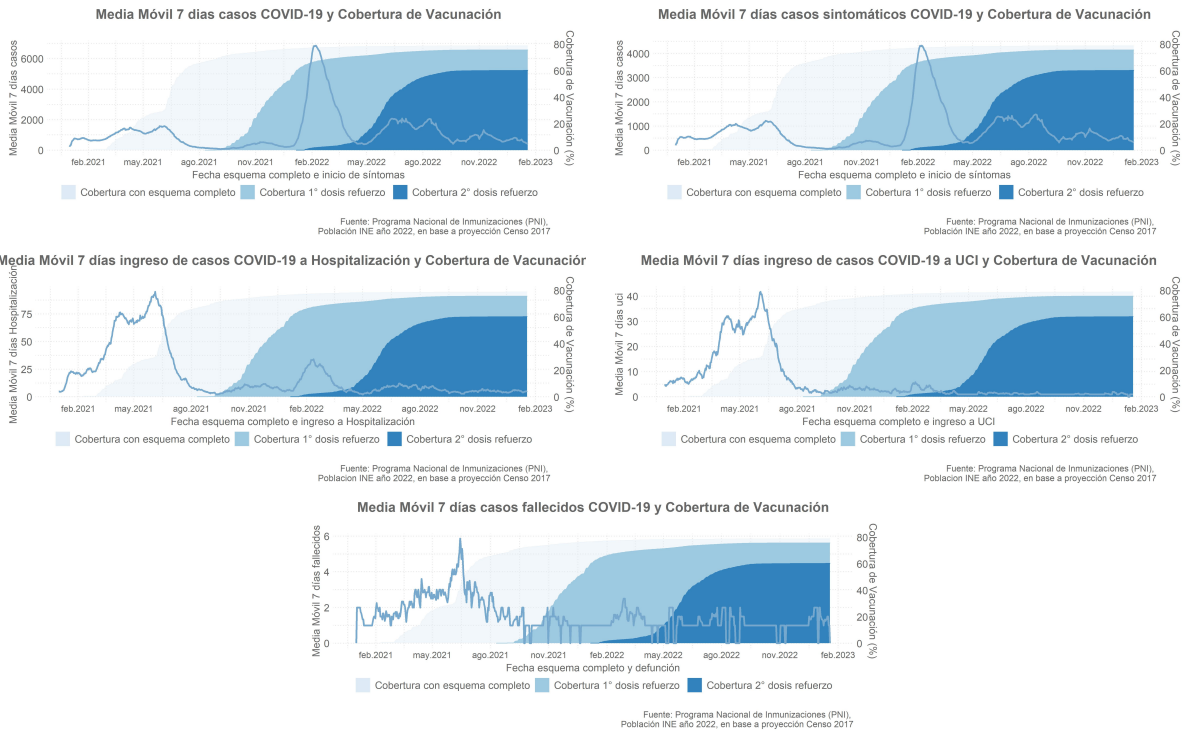 Media Móvil 7 dias casos COVID-19 y Cobertura de Vacunación
Media Móvil 7 días casos
6000
4000
2000
0
Cobertura de Vacunación (%)
80
60
40
20
0
feb.2021 may.2021 ago.2021 nov.2021 feb.2022 may.2022 ago.2022 nov.2022 feb.2023
Fecha esquema completo e inicio de síntomas
Cobertura con esquema completo Cobertura 1° dosis refuerzo Cobertura 2° dosis refuerzo
Fuente: Programa Nacional de Inmunizaciones (PNI),
Población INE año 2022, en base a proyección Censo 2017
Media Móvil 7 días casos sintomáticos COVID-19 y Cobertura de Vacunación
Media Móvil 7 días casos
4000
3000
2000
1000
0
Cobertura de Vacunación (%)
80
60
40
20
0
feb.2021 may.2021 ago.2021 nov.2021 feb.2022 may.2022 ago.2022 nov.2022 feb.2023
Fecha esquema completo e inicio de síntomas
Cobertura con esquema completo Cobertura 1° dosis refuerzo Cobertura 2° dosis refuerzo
Fuente: Programa Nacional de Inmunizaciones (PNI),
Población INE año 2022, en base a proyección Censo 2017
Media Móvil 7 días ingreso de casos COVID-19 a Hospitalización y Cobertura de Vacunación
Media Móvil 7 días Hospitalización
75
50
25
0
Cobertura de Vacunación (%)
80
60
40
20
0
feb.2021 may.2021 ago.2021 nov.2021 feb.2022 may.2022 ago.2022 nov.2022 feb.2023
Fecha esquema completo e ingreso a Hospitalización
Cobertura con esquema completo Cobertura 1° dosis refuerzo Cobertura 2° dosis refuerzo
Fuente: Programa Nacional de Inmunizaciones (PNI),
Poblacion INE año 2022, en base a proyección Censo 2017
Media Móvil 7 días ingreso de casos COVID-19 a UCI y Cobertura de Vacunación
Media Móvil 7 días uci
40
30
20
10
0
Cobertura de Vacunación (%)
80
60
40
20
0
feb.2021 may.2021 ago.2021 nov.2021 feb.2022 may.2022 ago.2022 nov.2022 feb.2023
Fecha esquema completo e ingreso a UCI
Cobertura con esquema completo Cobertura 1° dosis refuerzo Cobertura 2° dosis refuerzo
Fuente: Programa Nacional de Inmunizaciones (PNI),
Poblacion INE año 2022, en base a proyección Censo 2017
Media Móvil 7 días casos fallecidos COVID-19 y Cobertura de Vacunación
Media Móvil 7 días fallecidos
6
4
2
0
Cobertura de Vacunación (%)
80
60
40
20
0
feb.2021 may.2021 ago.2021 nov.2021 feb.2022 may.2022 ago.2022 nov.2022 feb.2023
Fecha esquema completo y defunción
Cobertura con esquema completo Cobertura 1° dosis refuerzo Cobertura 2° dosis refuerzo
Fuente: Programa Nacional de Inmunizaciones (PNI),
Población INE año 2022, en base a proyección Censo 2017